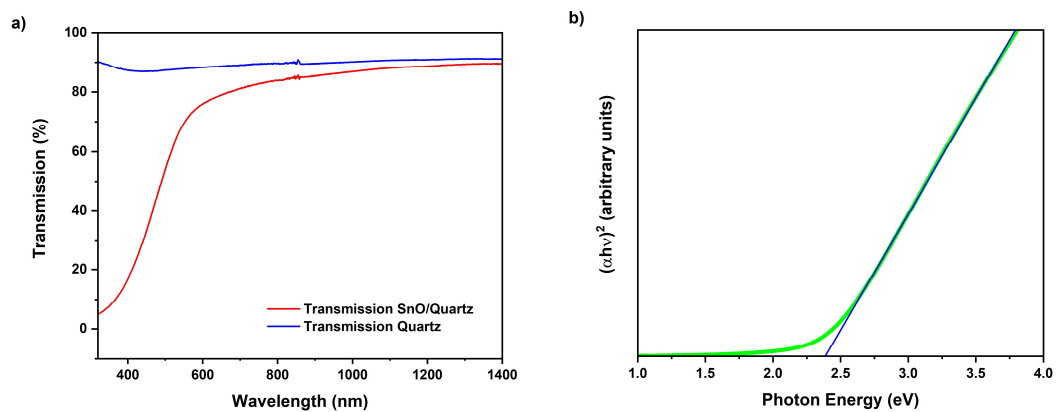 a)
100
80
60
40
20
0
Transmission (%)
Transmission SnO/Quartz
Transmission Quartz
400 600 800 1000 1200 1400
Wavelength (nm)
b)
(αhν)² (arbitrary units)
1.0 1.5 2.0 2.5 3.0 3.5 4.0
Photon Energy (eV)